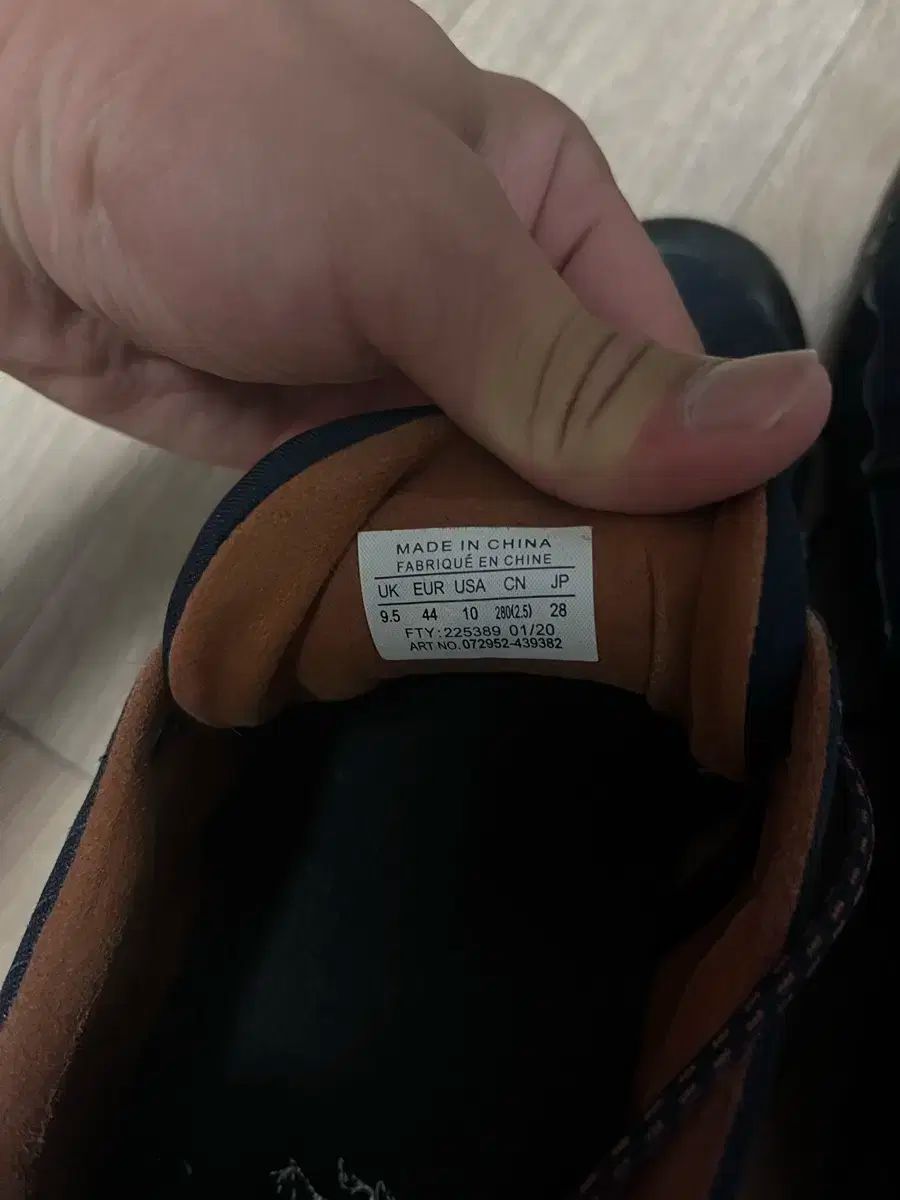 MADE IN CHINA
FABRIQUÉ EN CHINE
UK EUR USA CN JP
9.5 44 10 280(2.5) 28
FTY:225389 01/20
ART NO.072952-439382